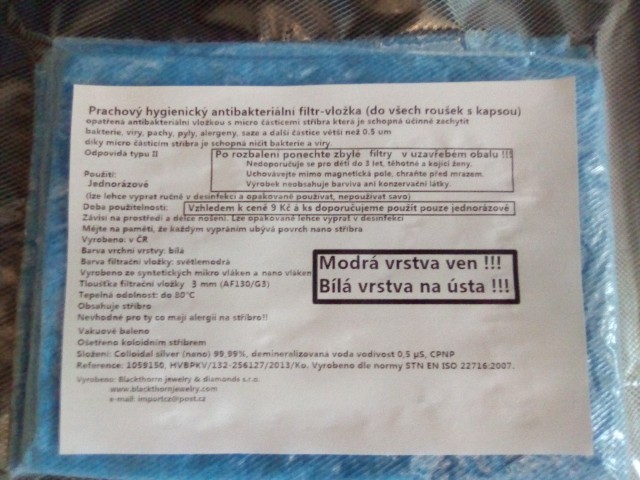 Prachový hygienický antibakteriální filtr-vložka (do všech roušek s kapsou)
opatřená antibakteriální vložkou s micro částicemi stříbra ktera je schopná účinně zachytit
bakterie, viry, pachy, pyly, alergeny, saze a další částice větší než 0.5 um
díky micro částicím stříbra je schopná ničit bakterie a viry.
Odpovídá typu II
Po rozbalení ponechte zbylé filtry v uzavřebem obalu !!!
Nedoporučuje se pro děti do 3 let, těhotné a kojící ženy.
Uchovávejte mimo magnetická pole, chraňte před mrazem.
Výrobek neobsahuje barviva ani konzervační látky.
Použití:
Jednorázové
(lze lehce vyprat ručně v desinfekci a opakovaně používat, nepoužívat savo)
Doba použitelnosti: Vzhledem k ceně 9 Kč á ks doporučujeme použít pouze jednorázově
Závisí na prostředí a délce nošení. Lze opakovaně lehce vyprat v desinfekci
Mějte na paměti, že každým vypráním ubývá povrch nano stříbra
Vyrobeno: v ČR
Barva vrchní vrstvy: bílá
Barva filtrační vložky: světlemodrá
Vyrobeno ze syntetických mikro vláken a nano vláken
Tloušťka filtrační vložky 3 mm (AF130/G3)
Tepelná odolnost: do 80°C
Obsahuje stříbro
Nevhodné pro ty co mají alergii na stříbro!!
Modrá vrstva ven !!!
Bílá vrstva na ústa !!!
Vakuově baleno
Ošetřeno koloidním stříbrem
Složení: Colloidal silver (nano) 99,99%, demineralizovaná voda vodivost 0,5 µS, CPNP
Reference: 1059150, HVBPKV/132-256127/2013/Ko. Vyrobeno dle normy STN EN ISO 22716:2007.
Vyrobeno: Blackthorne jewelry & diamonds s.r.o.
www.blackthornjewelry.com
e-mail: importcz@post.cz